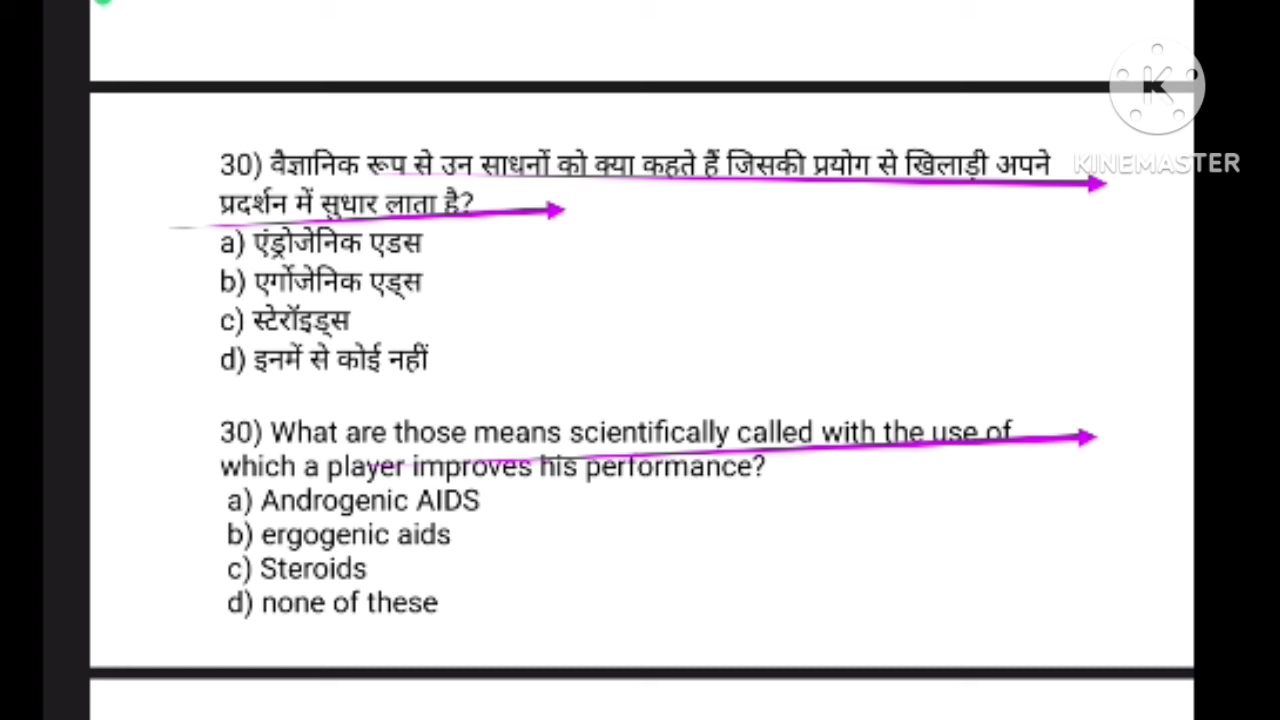 30) वैज्ञानिक रूप से उन साधनों को क्या कहते हैं जिसकी प्रयोग से खिलाड़ी अपने
प्रदर्शन में सुधार लाता है?
a) एंड्रोजेनिक एडस
b) एर्गोजेनिक एड्स
c) स्टेरॉइड्स
d) इनमें से कोई नहीं
30) What are those means scientifically called with the use of
which a player improves his performance?
a) Androgenic AIDS
b) ergogenic aids
c) Steroids
d) none of these
KINEMASTER